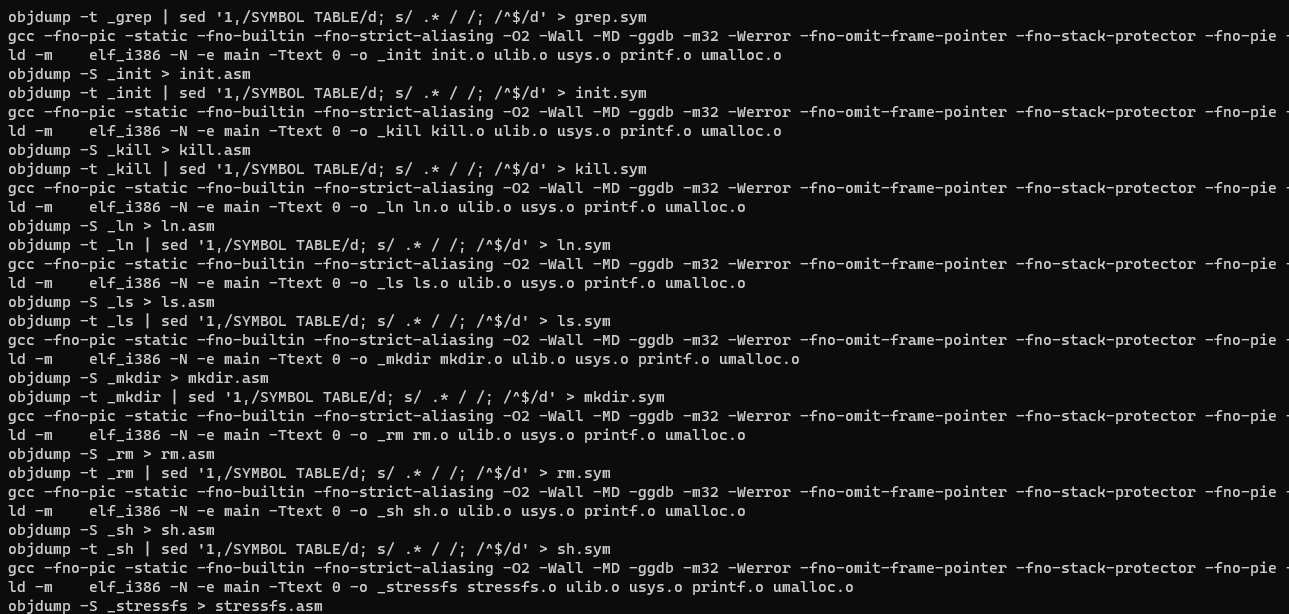 objdump -t _grep | sed '1,/SYMBOL TABLE/d; s/ .* / /; /^$/d' > grep.sym
gcc -fno-pic -static -fno-builtin -fno-strict-aliasing -O2 -Wall -MD -ggdb -m32 -Werror -fno-omit-frame-pointer -fno-stack-protector -fno-pie -
ld -m    elf_i386 -N -e main -Ttext 0 -o _init init.o ulib.o usys.o printf.o umalloc.o
objdump -S _init > init.asm
objdump -t _init | sed '1,/SYMBOL TABLE/d; s/ .* / /; /^$/d' > init.sym
gcc -fno-pic -static -fno-builtin -fno-strict-aliasing -O2 -Wall -MD -ggdb -m32 -Werror -fno-omit-frame-pointer -fno-stack-protector -fno-pie -
ld -m    elf_i386 -N -e main -Ttext 0 -o _kill kill.o ulib.o usys.o printf.o umalloc.o
objdump -S _kill > kill.asm
objdump -t _kill | sed '1,/SYMBOL TABLE/d; s/ .* / /; /^$/d' > kill.sym
gcc -fno-pic -static -fno-builtin -fno-strict-aliasing -O2 -Wall -MD -ggdb -m32 -Werror -fno-omit-frame-pointer -fno-stack-protector -fno-pie -
ld -m    elf_i386 -N -e main -Ttext 0 -o _ln ln.o ulib.o usys.o printf.o umalloc.o
objdump -S _ln > ln.asm
objdump -t _ln | sed '1,/SYMBOL TABLE/d; s/ .* / /; /^$/d' > ln.sym
gcc -fno-pic -static -fno-builtin -fno-strict-aliasing -O2 -Wall -MD -ggdb -m32 -Werror -fno-omit-frame-pointer -fno-stack-protector -fno-pie -
ld -m    elf_i386 -N -e main -Ttext 0 -o _ls ls.o ulib.o usys.o printf.o umalloc.o
objdump -S _ls > ls.asm
objdump -t _ls | sed '1,/SYMBOL TABLE/d; s/ .* / /; /^$/d' > ls.sym
gcc -fno-pic -static -fno-builtin -fno-strict-aliasing -O2 -Wall -MD -ggdb -m32 -Werror -fno-omit-frame-pointer -fno-stack-protector -fno-pie -
ld -m    elf_i386 -N -e main -Ttext 0 -o _mkdir mkdir.o ulib.o usys.o printf.o umalloc.o
objdump -S _mkdir > mkdir.asm
objdump -t _mkdir | sed '1,/SYMBOL TABLE/d; s/ .* / /; /^$/d' > mkdir.sym
gcc -fno-pic -static -fno-builtin -fno-strict-aliasing -O2 -Wall -MD -ggdb -m32 -Werror -fno-omit-frame-pointer -fno-stack-protector -fno-pie -
ld -m    elf_i386 -N -e main -Ttext 0 -o _rm rm.o ulib.o usys.o printf.o umalloc.o
objdump -S _rm > rm.asm
objdump -t _rm | sed '1,/SYMBOL TABLE/d; s/ .* / /; /^$/d' > rm.sym
gcc -fno-pic -static -fno-builtin -fno-strict-aliasing -O2 -Wall -MD -ggdb -m32 -Werror -fno-omit-frame-pointer -fno-stack-protector -fno-pie -
ld -m    elf_i386 -N -e main -Ttext 0 -o _sh sh.o ulib.o usys.o printf.o umalloc.o
objdump -S _sh > sh.asm
objdump -t _sh | sed '1,/SYMBOL TABLE/d; s/ .* / /; /^$/d' > sh.sym
gcc -fno-pic -static -fno-builtin -fno-strict-aliasing -O2 -Wall -MD -ggdb -m32 -Werror -fno-omit-frame-pointer -fno-stack-protector -fno-pie -
ld -m    elf_i386 -N -e main -Ttext 0 -o _stressfs stressfs.o ulib.o usys.o printf.o umalloc.o
objdump -S _stressfs > stressfs.asm